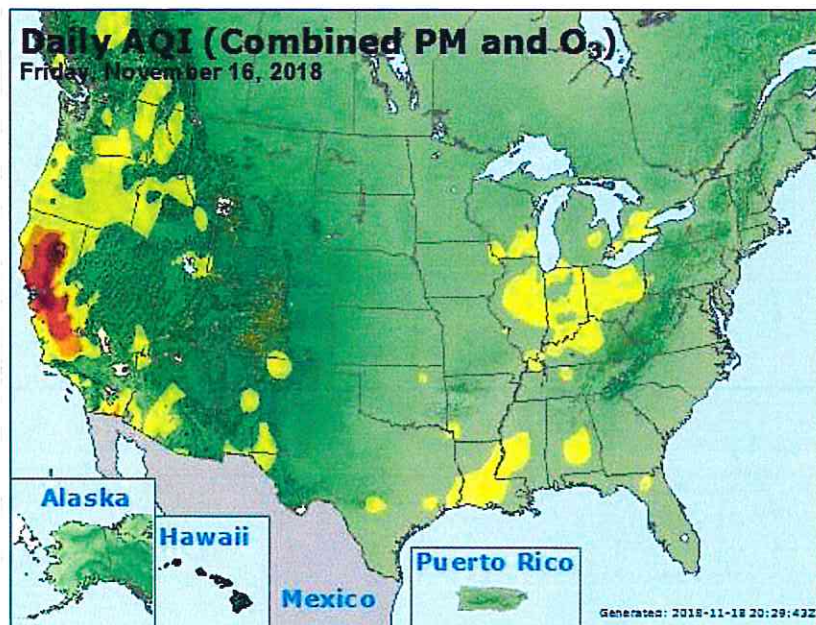 Daily AQI (Combined PM and O₃)
Friday, November 16, 2018
Alaska
Hawaii
Mexico
Puerto Rico
Generated: 2018-11-18 20:29:43Z